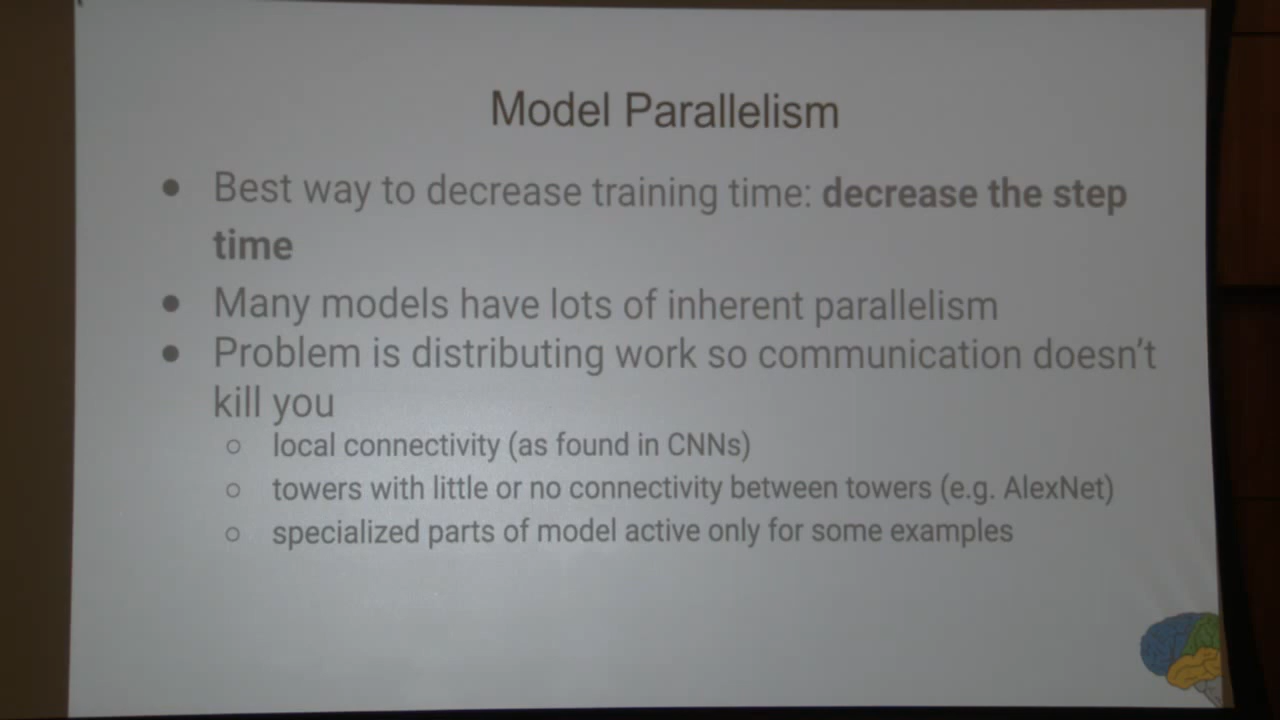 Model Parallelism
● Best way to decrease training time: decrease the step
time
● Many models have lots of inherent parallelism
● Problem is distributing work so communication doesn't
kill you
○ local connectivity (as found in CNNs)
○ towers with little or no connectivity between towers (e.g. AlexNet)
○ specialized parts of model active only for some examples